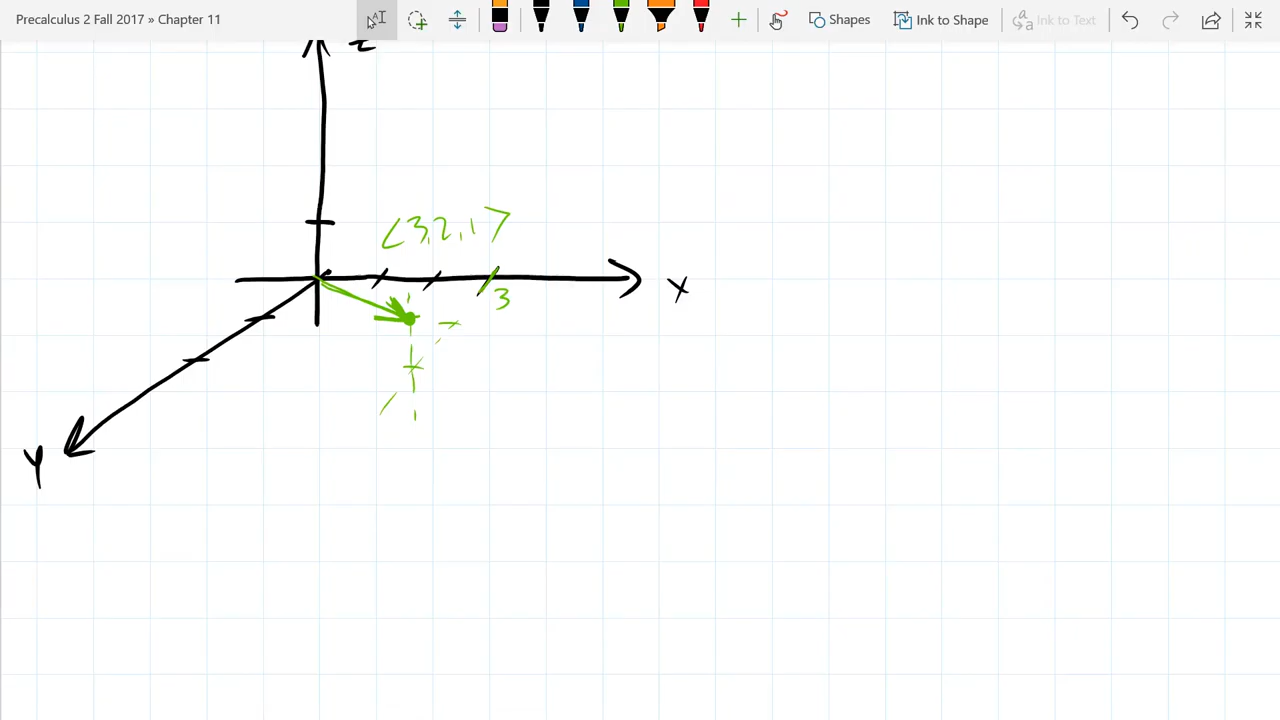 Precalculus 2 Fall 2017 » Chapter 11
Shapes
Ink to Shape
Ink to Text
z
<3,2,1>
3
x
y